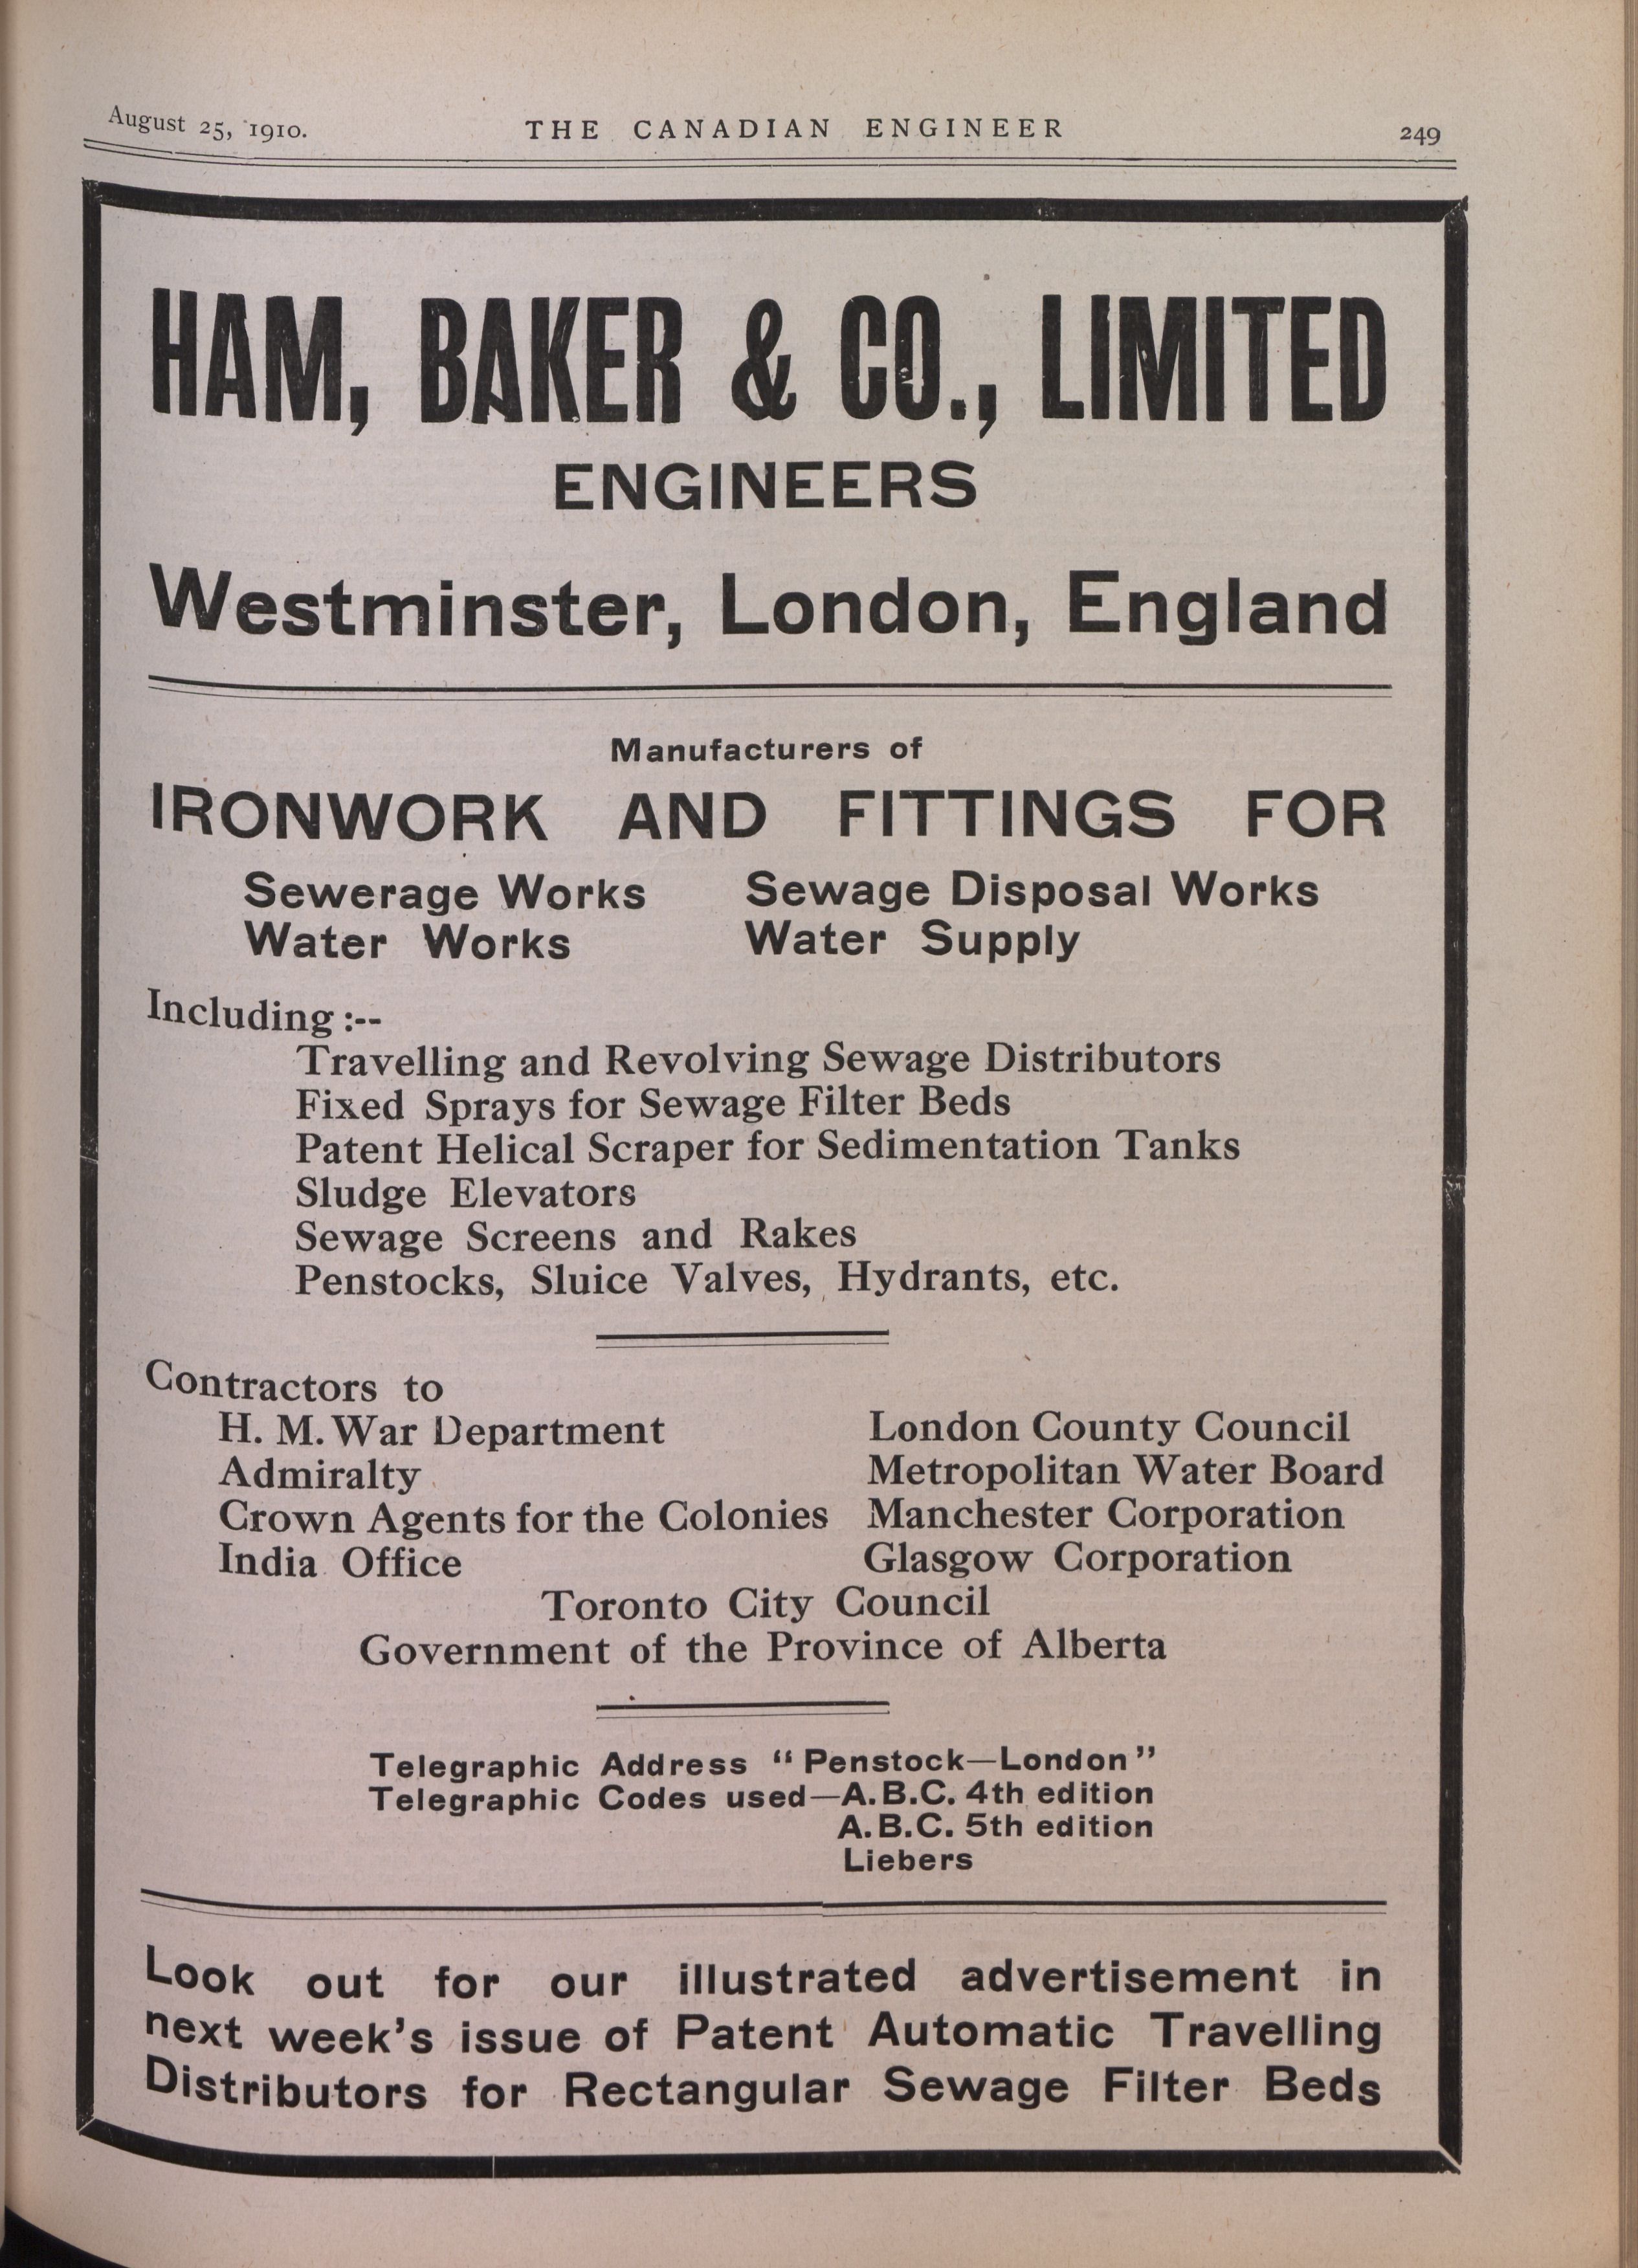 August 25, 1910. THE CANADIAN ENGINEER 249
HAM, BAKER & CO., LIMITED
ENGINEERS
Westminster, London, England
Manufacturers of
IRONWORK AND FITTINGS FOR
Sewerage Works Sewage Disposal Works
Water Works Water Supply
Including :--
Travelling and Revolving Sewage Distributors
Fixed Sprays for Sewage Filter Beds
Patent Helical Scraper for Sedimentation Tanks
Sludge Elevators
Sewage Screens and Rakes
Penstocks, Sluice Valves, Hydrants, etc.
Contractors to
H. M. War Department London County Council
Admiralty Metropolitan Water Board
Crown Agents for the Colonies Manchester Corporation
India Office Glasgow Corporation
Toronto City Council
Government of the Province of Alberta
Telegraphic Address “Penstock—London”
Telegraphic Codes used—A.B.C. 4th edition
A.B.C. 5th edition
Liebers
Look out for our illustrated advertisement in
next week's issue of Patent Automatic Travelling
Distributors for Rectangular Sewage Filter Beds